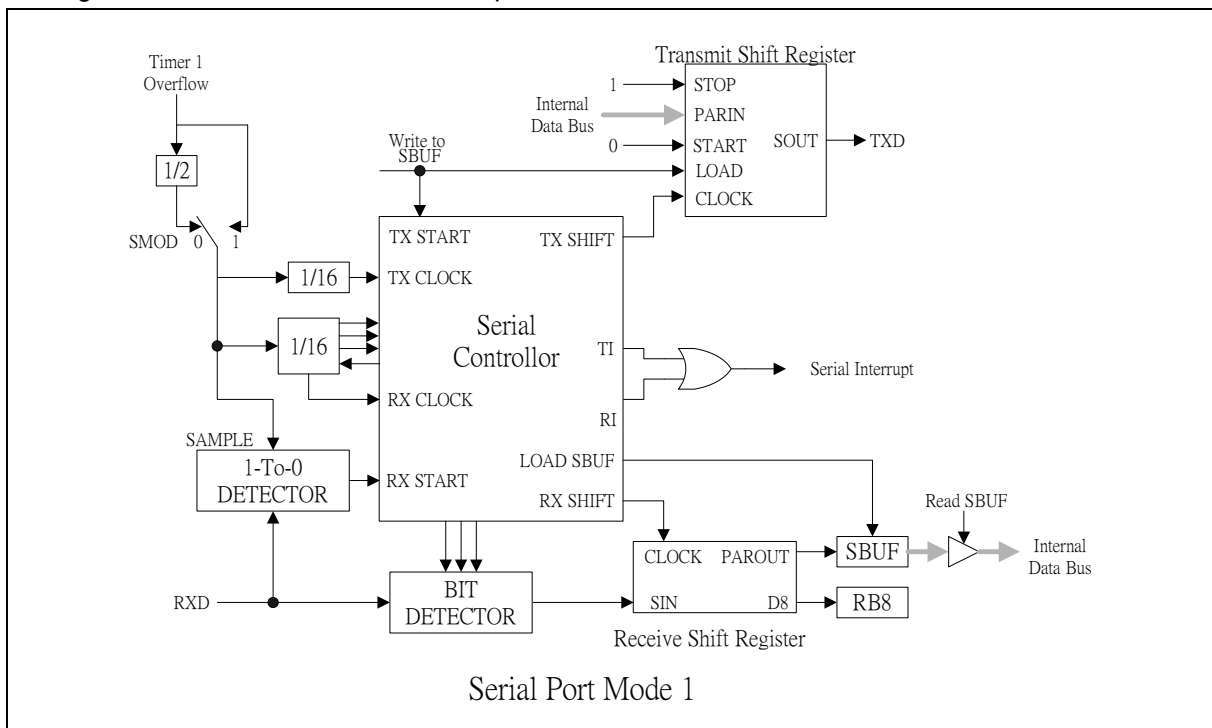 Timer 1
Overflow
1/2
SMOD 0 1
Write to
SBUF
Transmit Shift Register
1
STOP
Internal
Data Bus
PARIN
0
START
LOAD
CLOCK
SOUT
TXD
TX START
TX SHIFT
1/16
TX CLOCK
1/16
Serial
Controllor
TI
RI
Serial Interrupt
RX CLOCK
SAMPLE
1-To-0
DETECTOR
RX START
LOAD SBUF
RX SHIFT
CLOCK PAROUT
SIN D8
Receive Shift Register
SBUF
RB8
Read SBUF
Internal
Data Bus
RXD
BIT
DETECTOR
Serial Port Mode 1